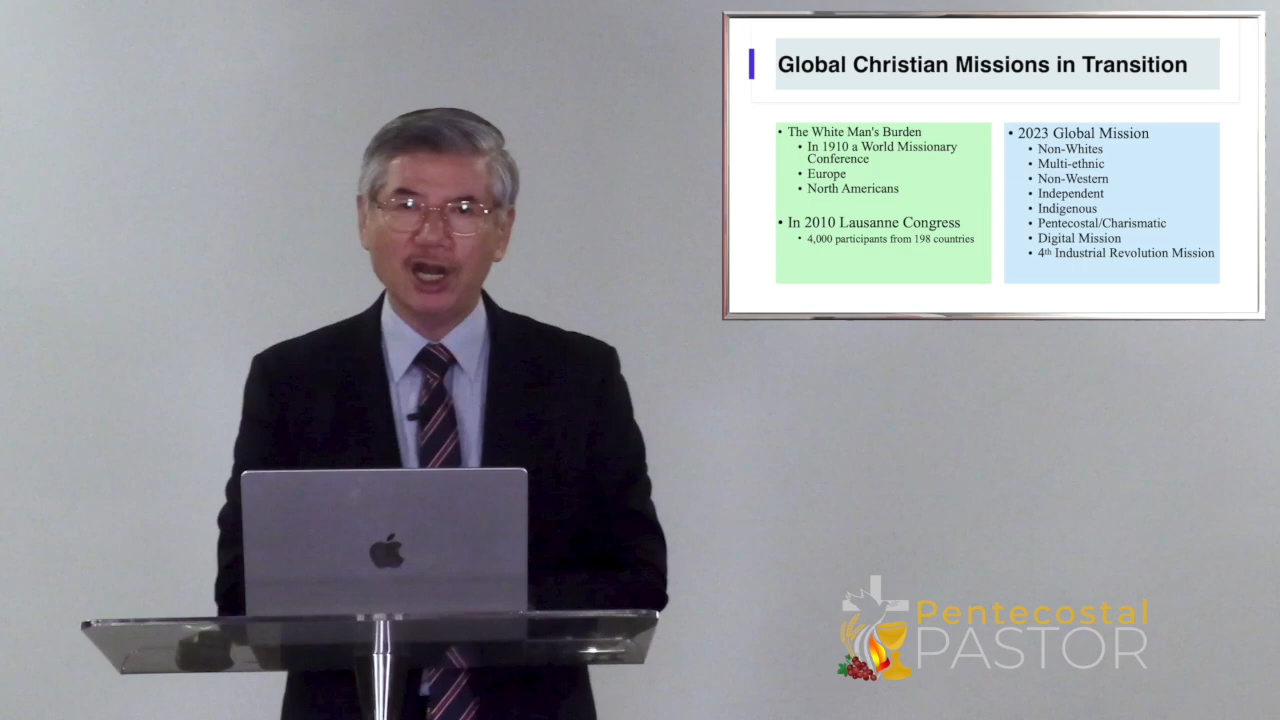 Global Christian Missions in Transition
• The White Man's Burden
• In 1910 a World Missionary
Conference
• Europe
• North Americans
• In 2010 Lausanne Congress
• 4,000 participants from 198 countries
• 2023 Global Mission
• Non-Whites
• Multi-ethnic
• Non-Western
• Independent
• Indigenous
• Pentecostal/Charismatic
• Digital Mission
• 4th Industrial Revolution Mission
Pentecostal
PASTOR